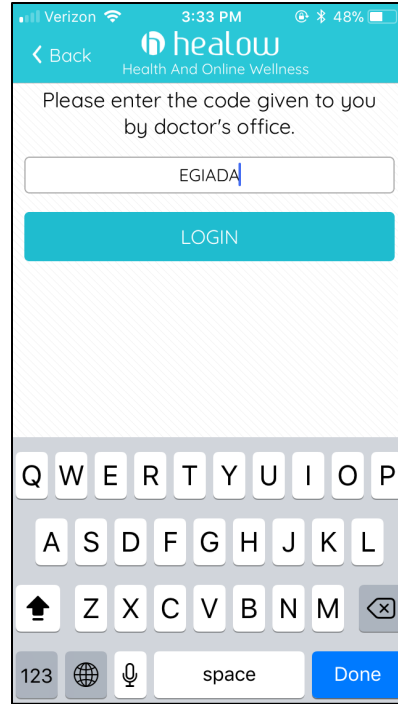 Verizon 3:33 PM 48%
Back
healow
Health And Online Wellness
Please enter the code given to you
by doctor's office.
EGIADA
LOGIN
Q W E R T Y U I O P
A S D F G H J K L
Z X C V B N M
123 space Done